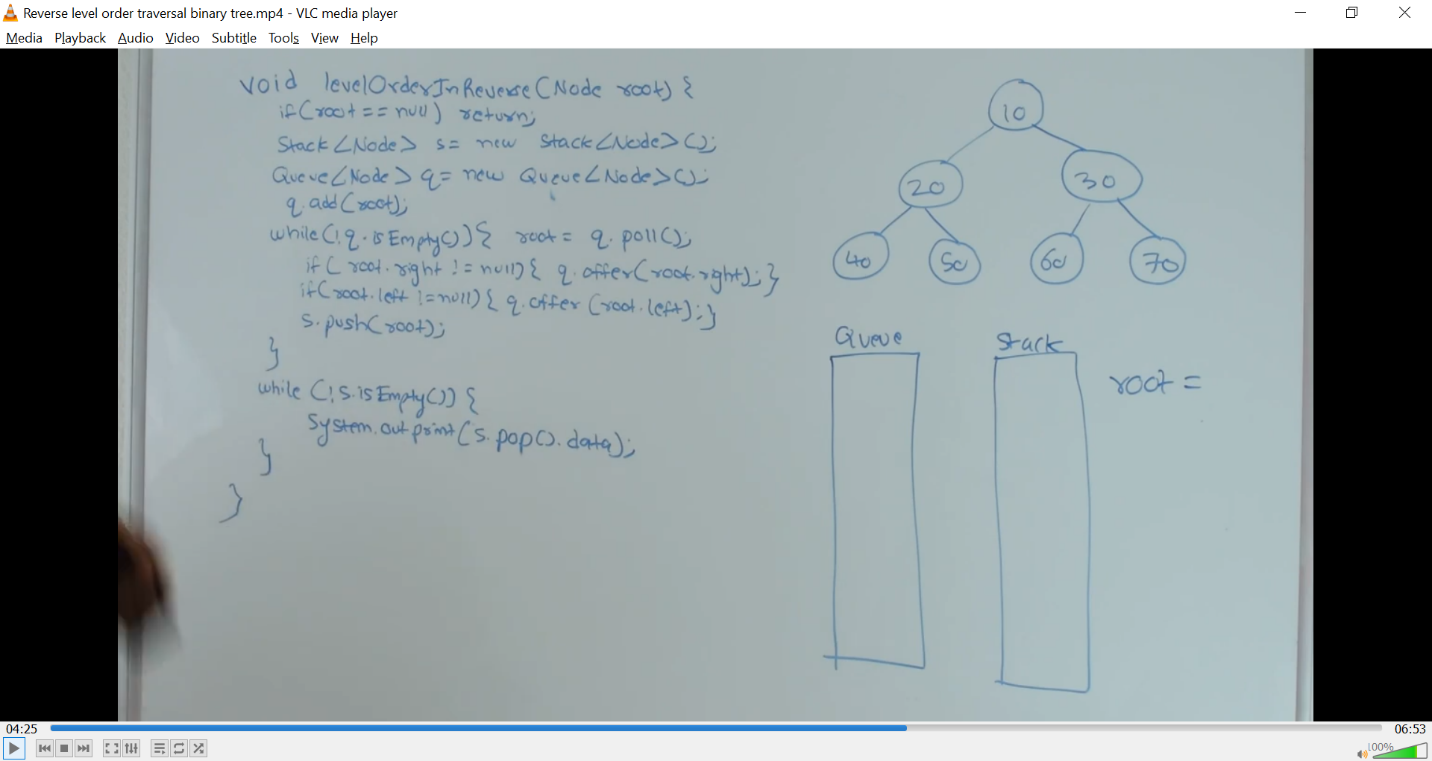 Reverse level order traversal binary tree.mp4 - VLC media player
Media Playback Audio Video Subtitle Tools View Help
void levelOrderInReverse(Node root) {
if(root == null) return;
Stack<Node> s= new Stack<Node>();
Queue<Node> q= new Queue<Node>();
q.add(root);
while(!q.isEmpty()){ root = q.poll();
if( root.right != null){ q.offer(root.right); }
if(root.left !=null) { q.offer (root.left); }
s.push(root);
}
while (!s.isEmpty()) {
System.out print(s.pop().data);
}
}
10
20 30
40 50 60 70
Queue Stack
root =
04:25 06:53
100%